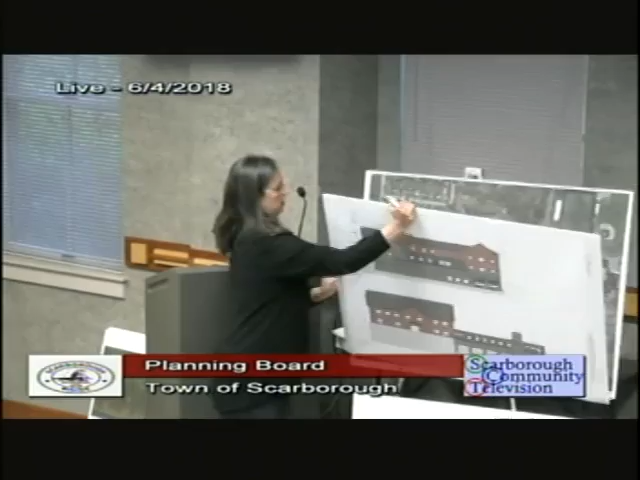 Live - 6/4/2018
Planning Board
Town of Scarborough
Scarborough
Community
Television